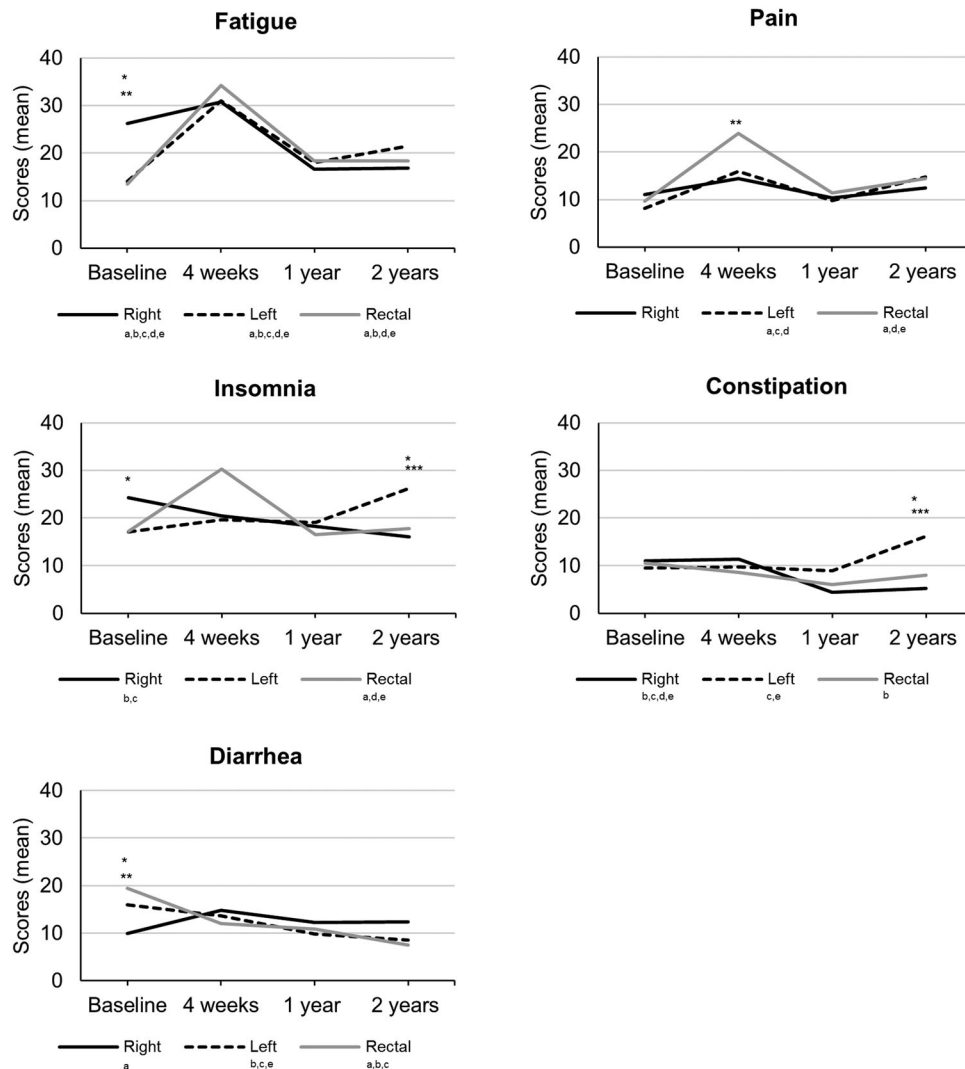 Fatigue
Scores (mean)
40
30
20
10
0
*
**
Baseline 4 weeks 1 year 2 years
Right Left Rectal
a,b,c,d,e a,b,c,d,e a,b,d,e
Pain
Scores (mean)
40
30
20
10
0
**
Baseline 4 weeks 1 year 2 years
Right Left Rectal
a,c,d a,d,e
Insomnia
Scores (mean)
40
30
20
10
0
*
*
***
Baseline 4 weeks 1 year 2 years
Right Left Rectal
b,c a,d,e
Constipation
Scores (mean)
40
30
20
10
0
*
***
Baseline 4 weeks 1 year 2 years
Right Left Rectal
b,c,d,e c,e b
Diarrhea
Scores (mean)
40
30
20
10
0
*
**
Baseline 4 weeks 1 year 2 years
Right Left Rectal
a b,c,e a,b,c